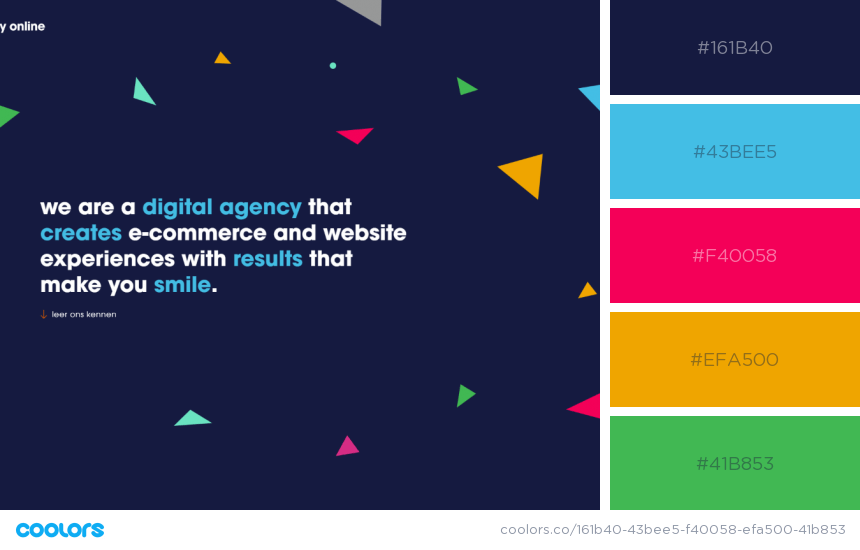 y online
we are a digital agency that
creates e-commerce and website
experiences with results that
make you smile.
↓ leer ons kennen
#161B40
#43BEE5
#F40058
#EFA500
#41B853
coolors
coolors.co/161b40-43bee5-f40058-efa500-41b853